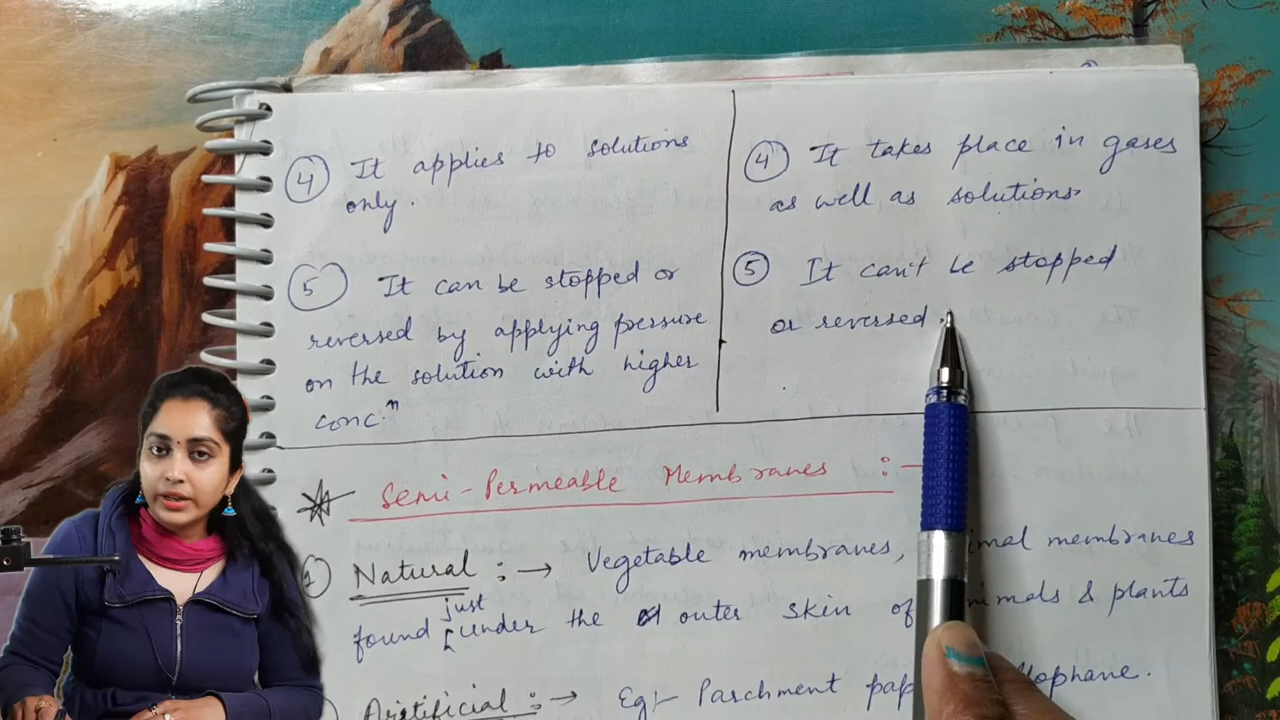 ④ It applies to solutions
only.
⑤ It can be stopped or
reversed by applying pressure
on the solution with higher
concⁿ
④ It takes place in gases
as well as solutions
⑤ It can't be stopped
or reversed.
Semi-Permeable Membranes :-
Natural :→ Vegetable membranes, membranes
found just under the outer skin of & plants
Artificial :→ Eg:- Parchment